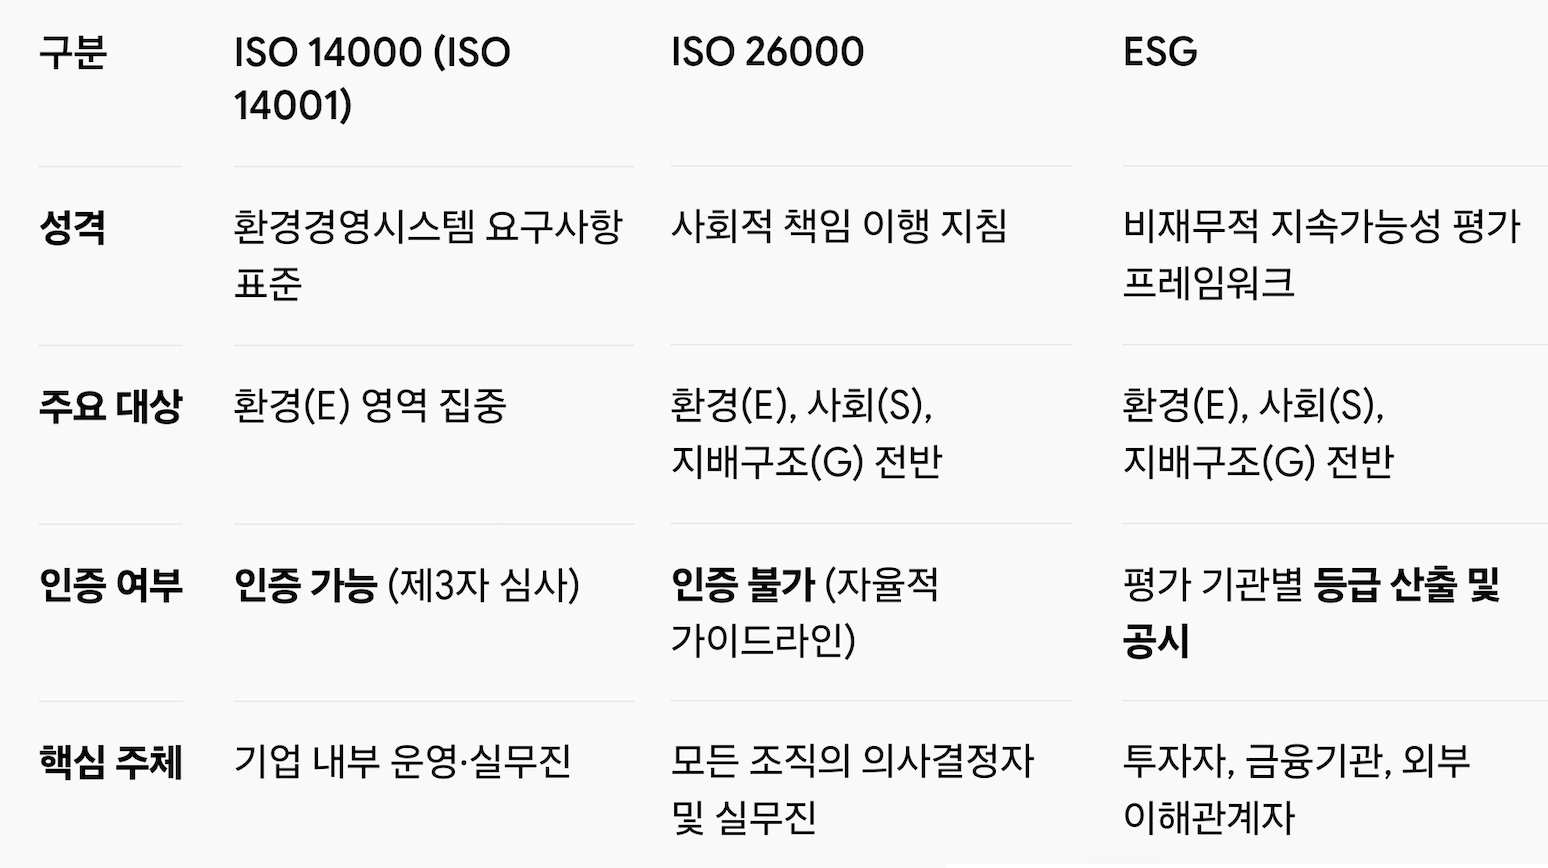 구분
ISO 14000 (ISO
14001)
ISO 26000
ESG
성격
환경경영시스템 요구사항
표준
사회적 책임 이행 지침
비재무적 지속가능성 평가
프레임워크
주요 대상
환경(E) 영역 집중
환경(E), 사회(S),
지배구조(G) 전반
환경(E), 사회(S),
지배구조(G) 전반
인증 여부
인증 가능 (제3자 심사)
인증 불가 (자율적
가이드라인)
평가 기관별 등급 산출 및
공시
핵심 주체
기업 내부 운영·실무진
모든 조직의 의사결정자
및 실무진
투자자, 금융기관, 외부
이해관계자